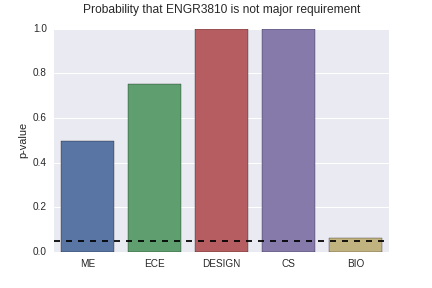 Probability that ENGR3810 is not major requirement
1.0
0.8
0.6
0.4
0.2
0.0
p-value
ME ECE DESIGN CS BIO